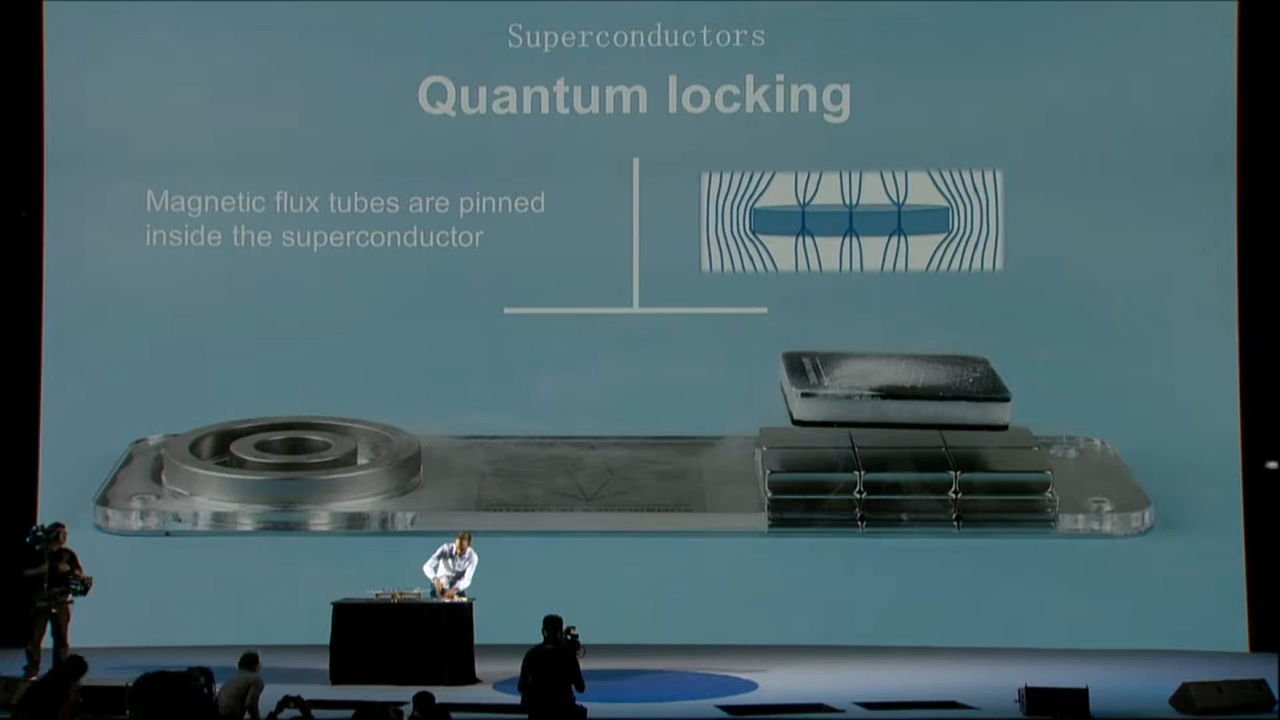 Superconductors
Quantum locking
Magnetic flux tubes are pinned
inside the superconductor